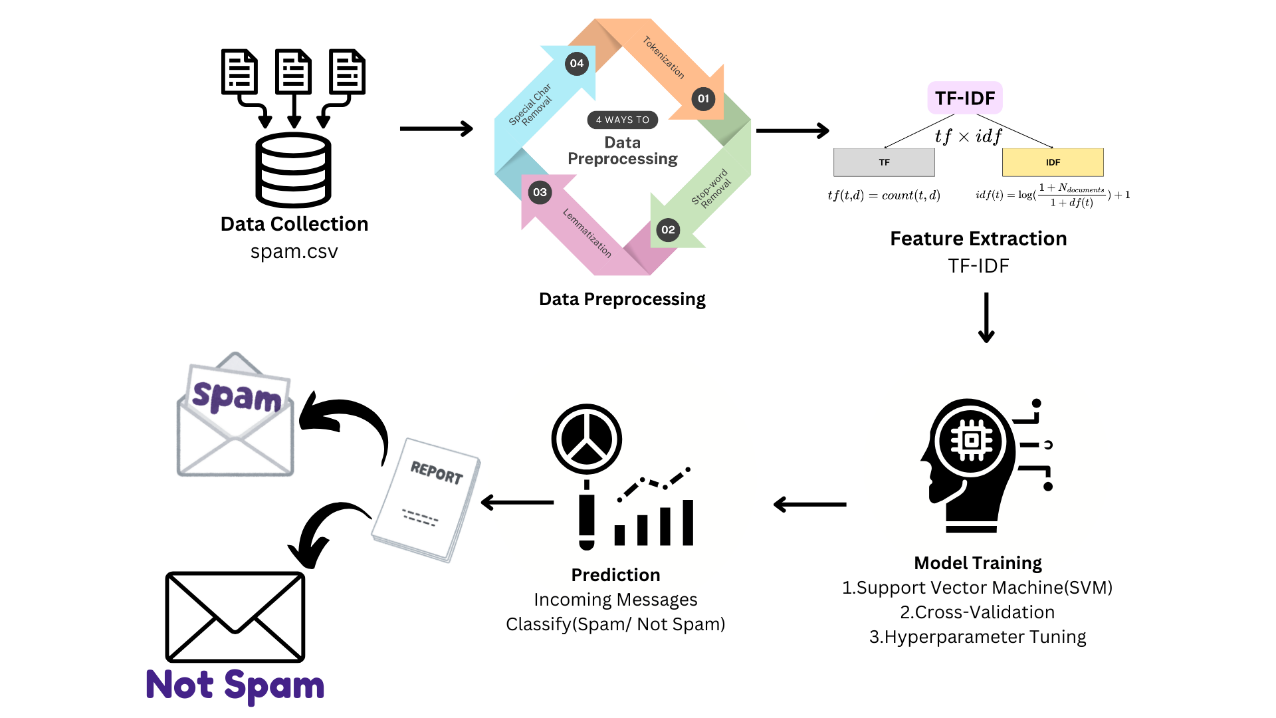 Data Collection
spam.csv
04
Special Char
Removal
Tokenization
01
4 WAYS TO
Data
Preprocessing
03
Lemmatization
Stop-word
Removal
02
Data Preprocessing
TF-IDF
tf × idf
TF
IDF
tf(t,d) = count(t, d)
idf(t) = log(\frac{1 + N_{documents}}{1 + df(t)}) + 1
Feature Extraction
TF-IDF
Model Training
1.Support Vector Machine(SVM)
2.Cross-Validation
3.Hyperparameter Tuning
Prediction
Incoming Messages
Classify(Spam/ Not Spam)
REPORT
spam
Not Spam